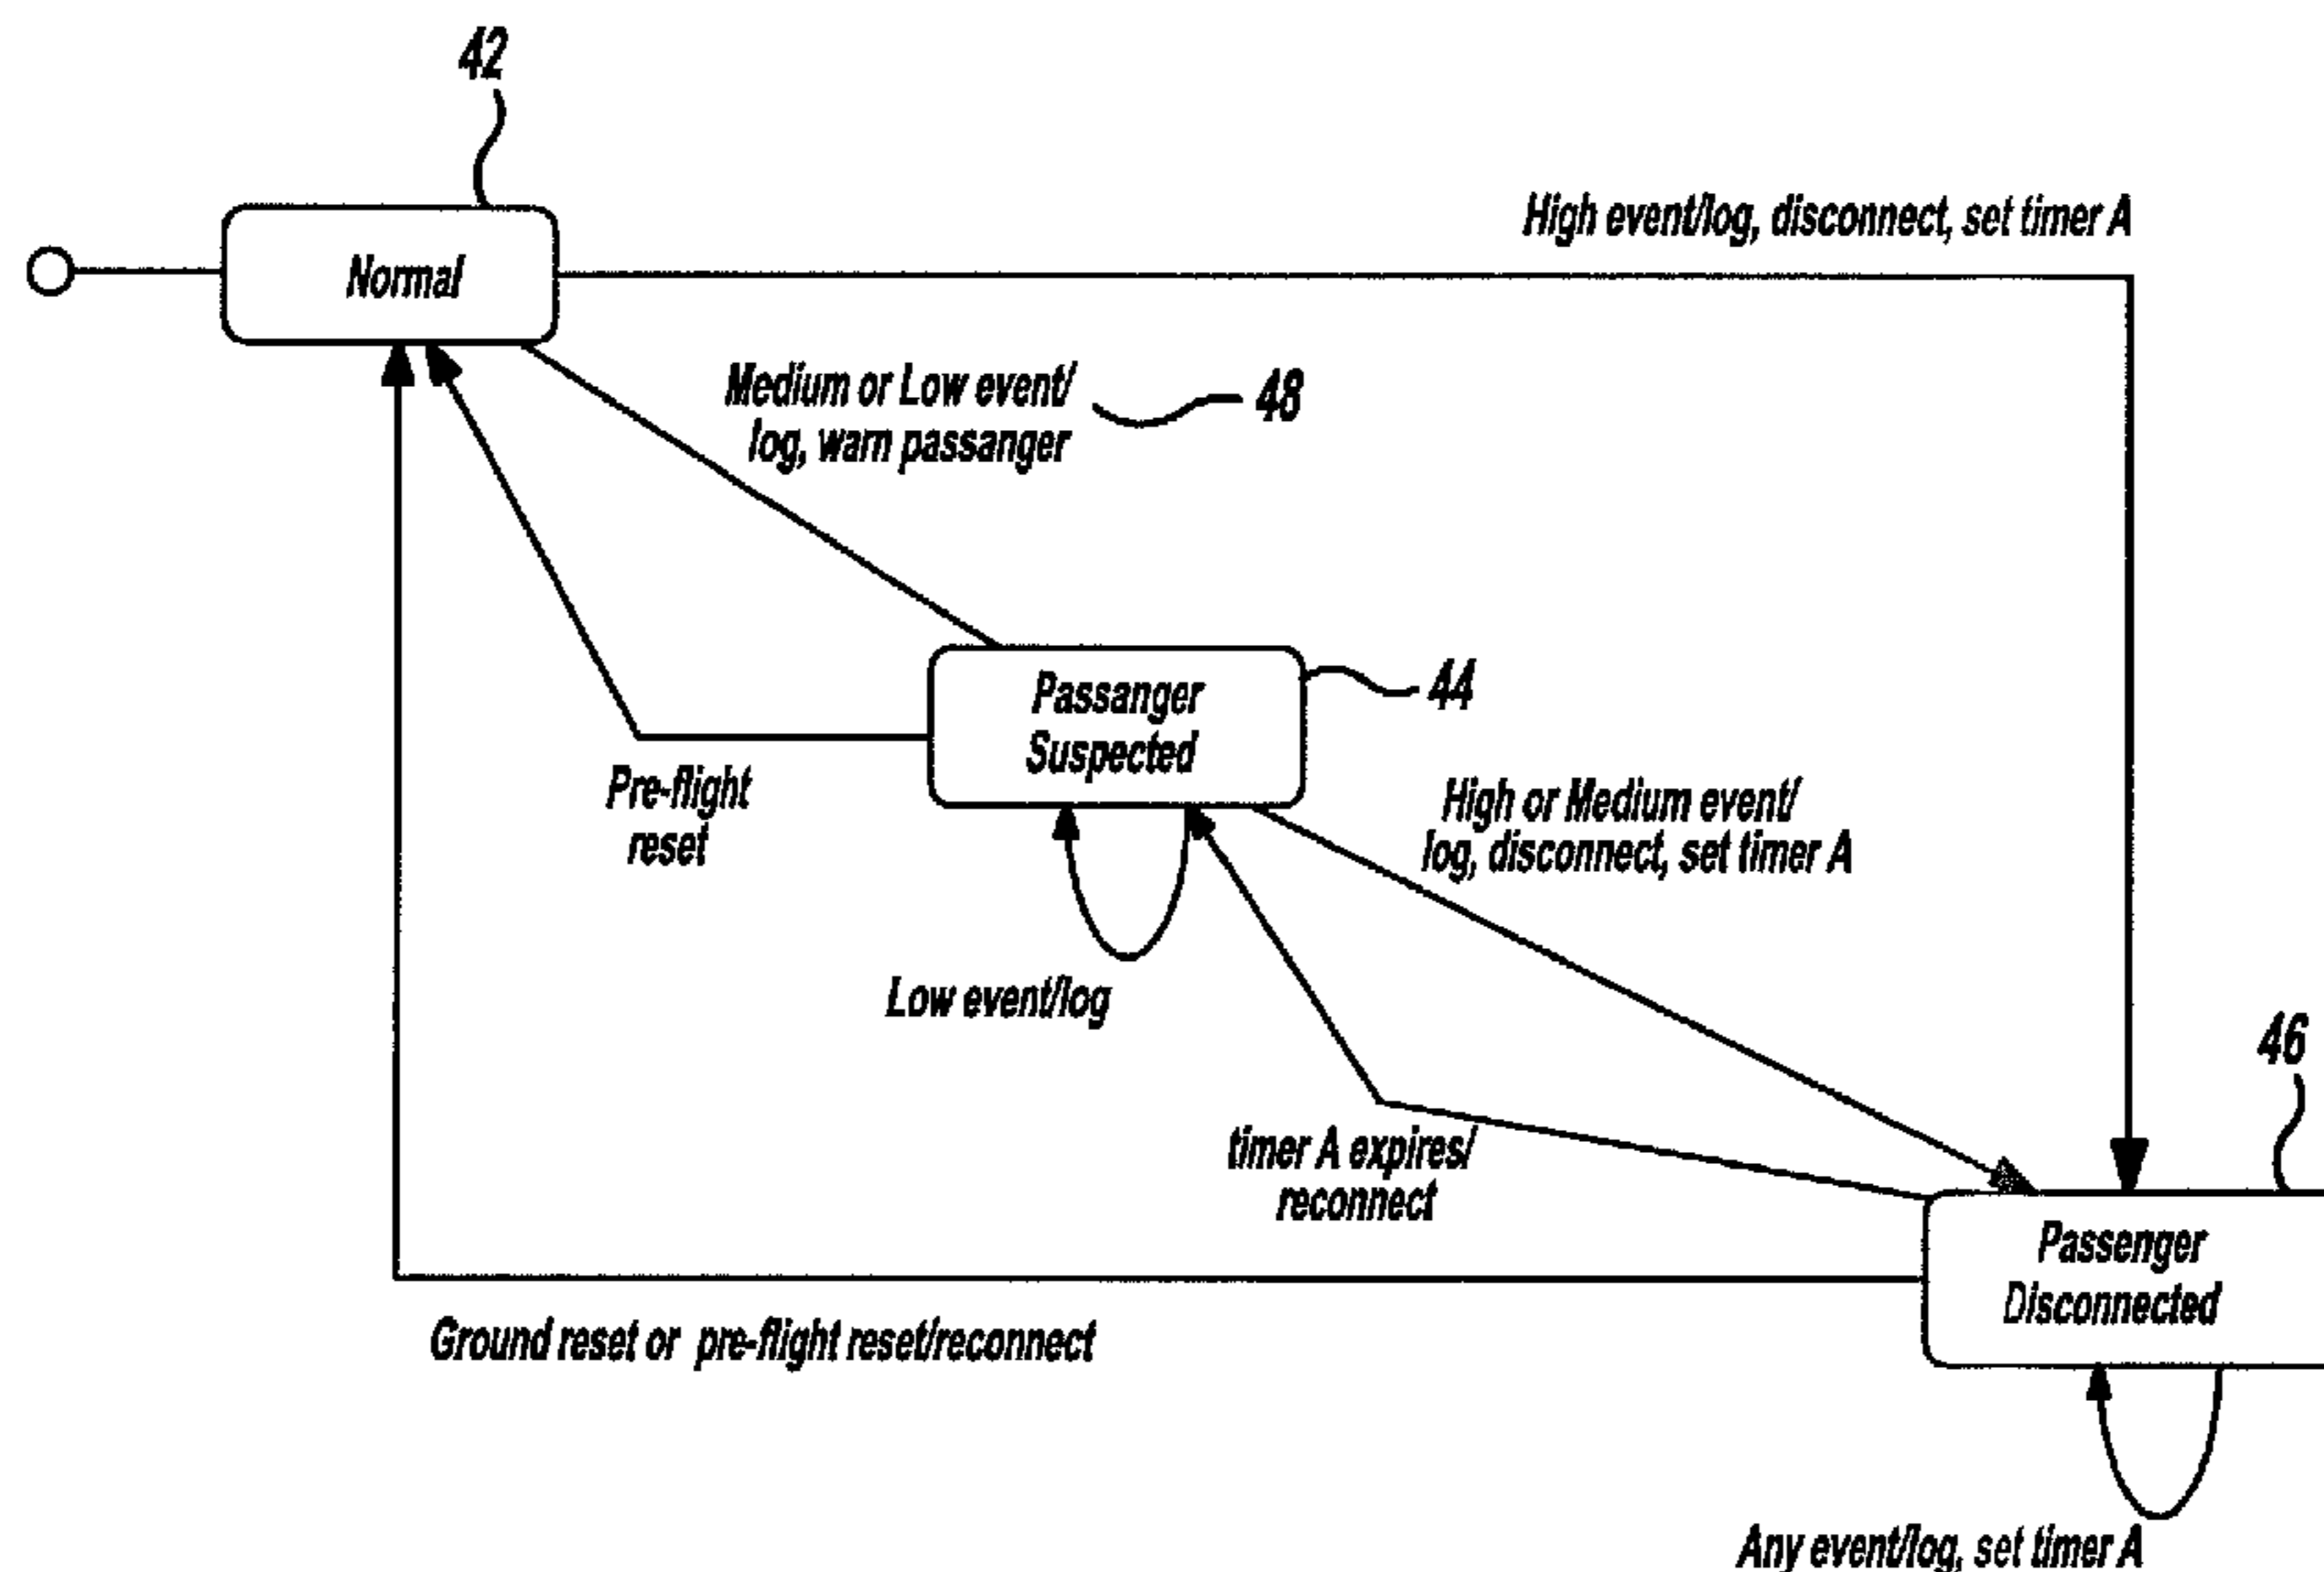 42
High event/log, disconnect, set timer A
Normal
Medium or Low event/
log, warn passanger
48
Passanger
Suspected
44
Pre-flight
reset
High or Medium event/
log, disconnect, set timer A
Low event/log
46
timer A expires/
reconnect
Passenger
Disconnected
Ground reset or pre-flight reset/reconnect
Any event/log, set timer A